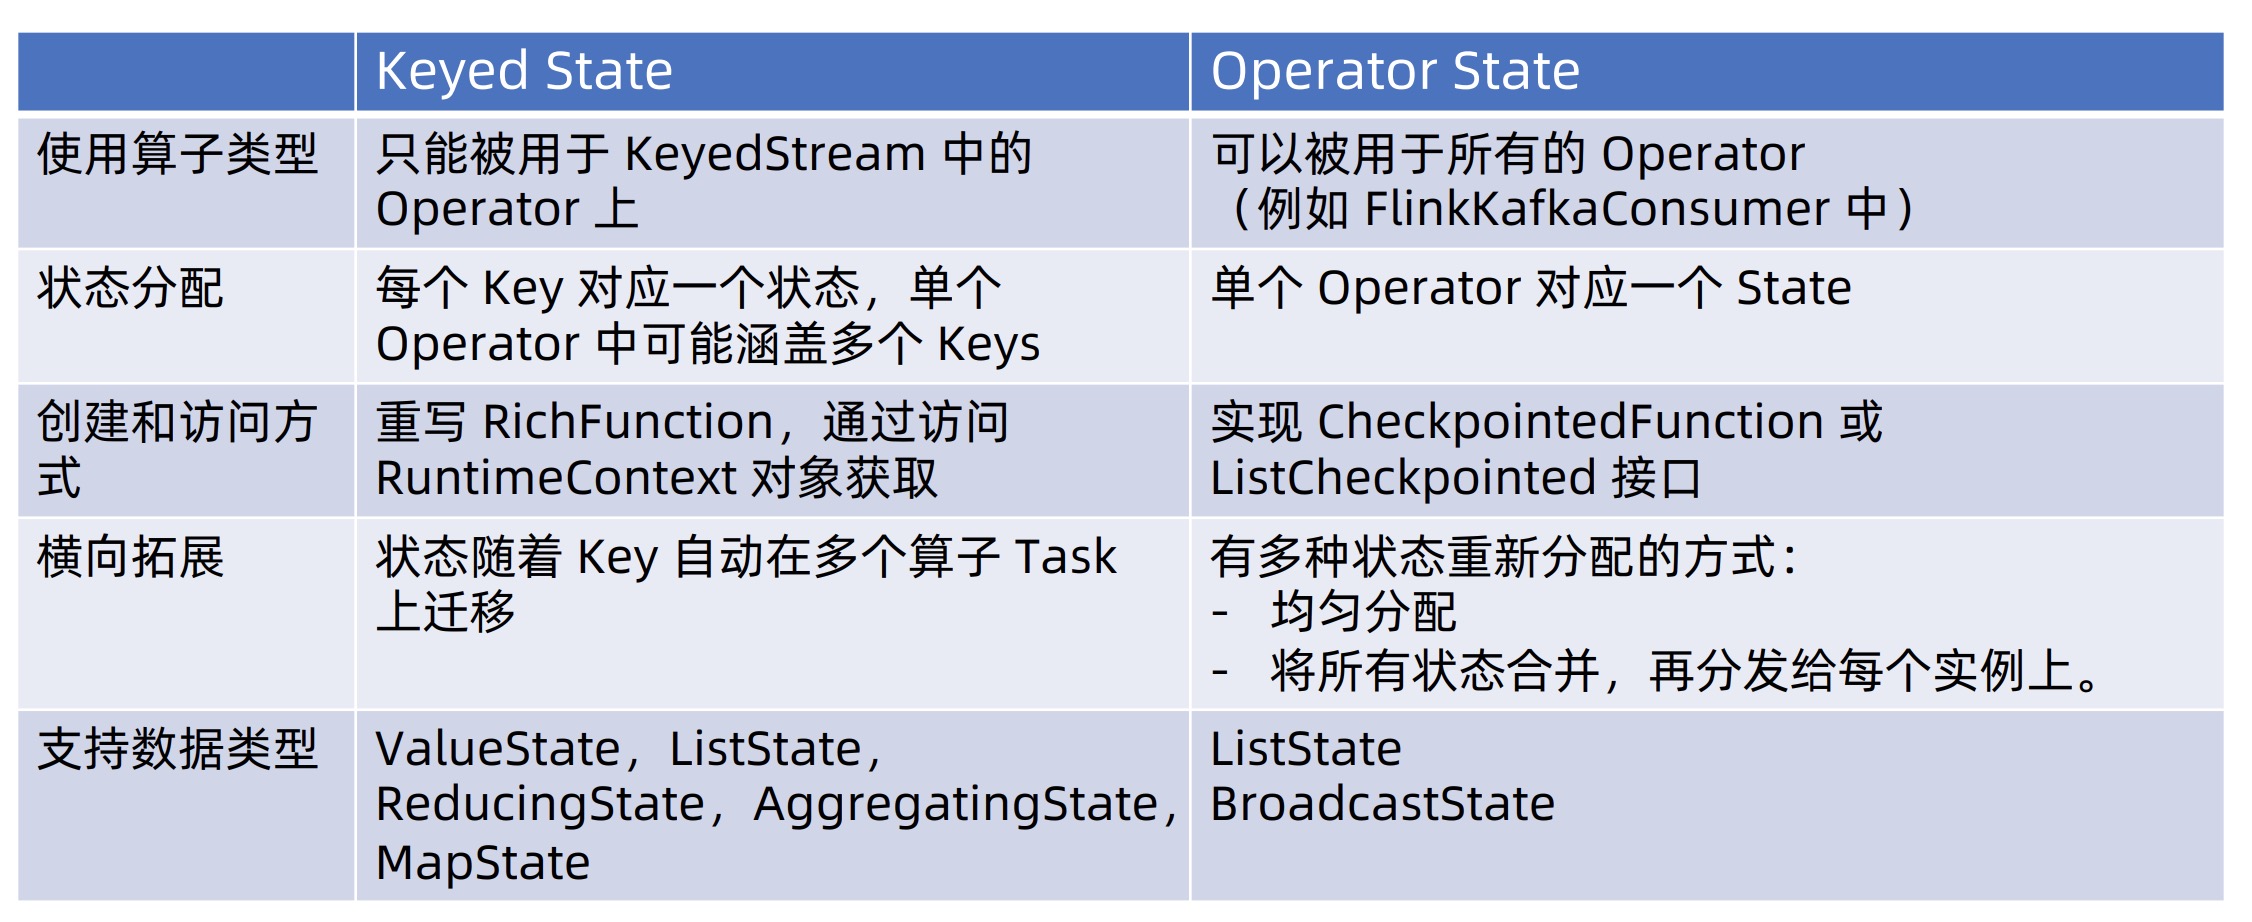 Keyed State
Operator State
使用算子类型
只能被用于 KeyedStream 中的
Operator 上
可以被用于所有的 Operator
（例如 FlinkKafkaConsumer 中）
状态分配
每个 Key 对应一个状态，单个
Operator 中可能涵盖多个 Keys
单个 Operator 对应一个 State
创建和访问方
式
重写 RichFunction，通过访问
RuntimeContext 对象获取
实现 CheckpointedFunction 或
ListCheckpointed 接口
横向拓展
状态随着 Key 自动在多个算子 Task
上迁移
有多种状态重新分配的方式：
- 均匀分配
- 将所有状态合并，再分发给每个实例上。
支持数据类型
ValueState，ListState，
ReducingState，AggregatingState，
MapState
ListState
BroadcastState